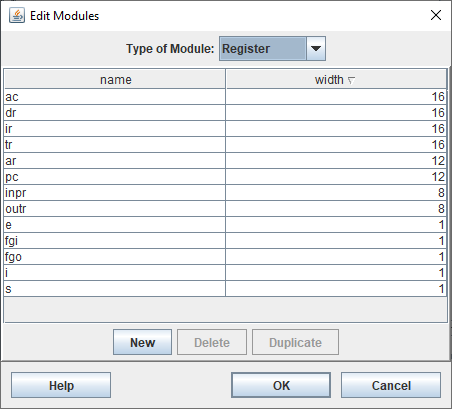 Edit Modules
Type of Module: Register
name width
ac 16
dr 16
ir 16
tr 16
ar 12
pc 12
inpr 8
outr 8
e 1
fgi 1
fgo 1
i 1
s 1
New Delete Duplicate
Help OK Cancel